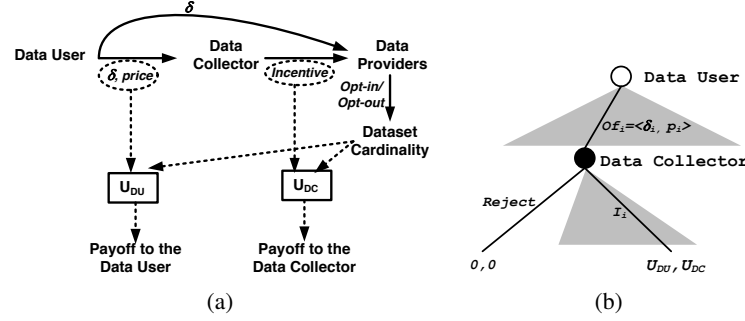 δ
Data User
Data
Collector
Data
Providers
δ, price
Incentive
Opt-in/
Opt-out
Dataset
Cardinality
U_DU
U_DC
Payoff to the
Data User
Payoff to the
Data Collector
(a)
Data User
Of_i=<δ_i, p_i>
Data Collector
Reject
I_i
0,0
U_DU, U_DC
(b)